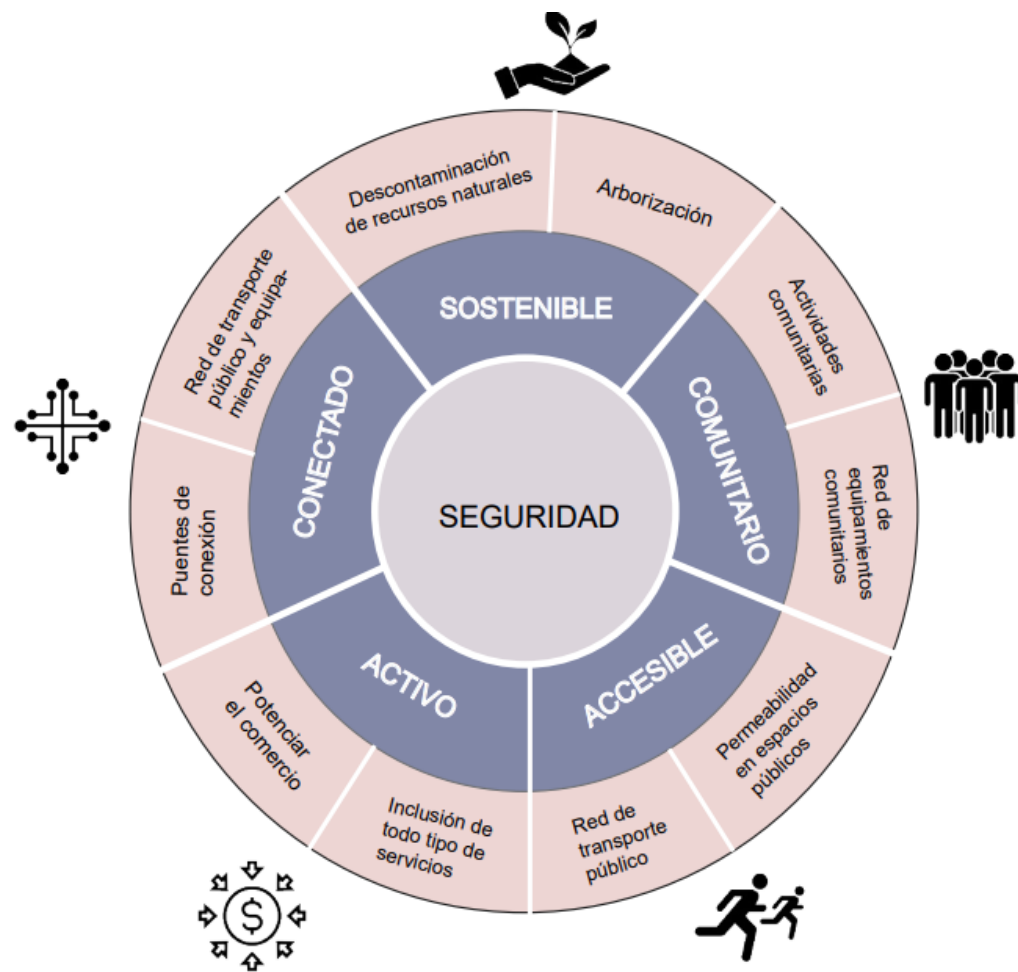 Descontaminación
de recursos naturales
Arborización
Actividades
comunitarias
Red de
equipamientos
comunitarios
Permeabilidad
en espacios
públicos
Red de
transporte
público
Inclusión de
todo tipo de
servicios
Potenciar
el comercio
Puentes de
conexión
Red de transporte
público y equipa-
mientos
SOSTENIBLE
COMUNITARIO
ACCESIBLE
ACTIVO
CONECTADO
SEGURIDAD
$